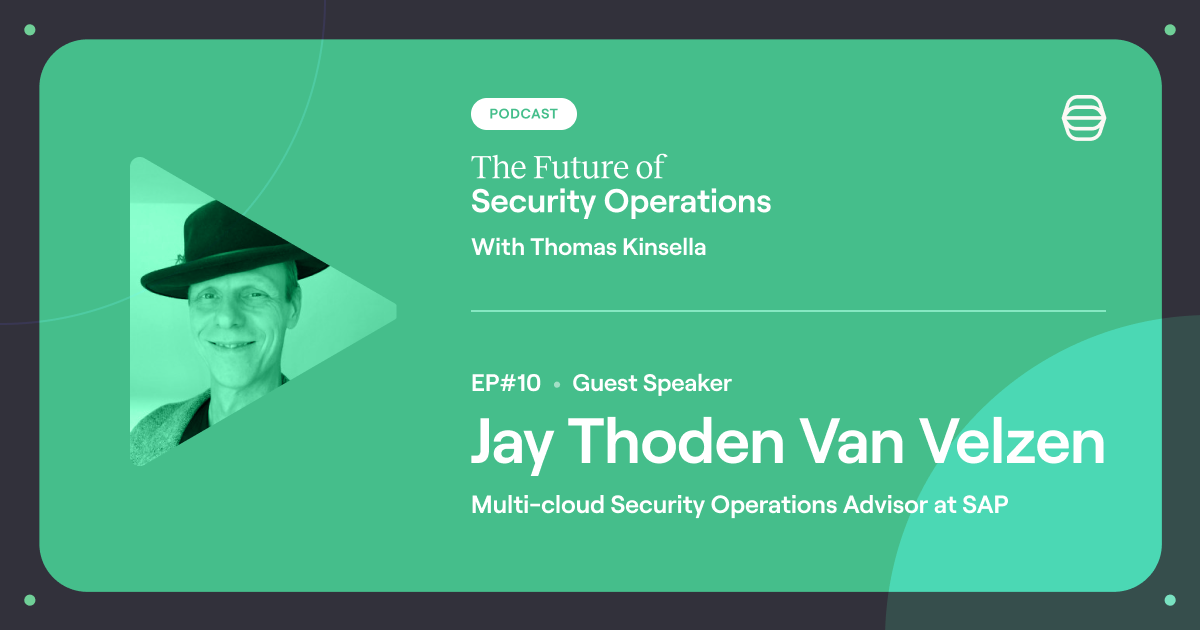 PODCAST
The Future of
Security Operations
With Thomas Kinsella
EP#10 • Guest Speaker
Jay Thoden Van Velzen
Multi-cloud Security Operations Advisor at SAP